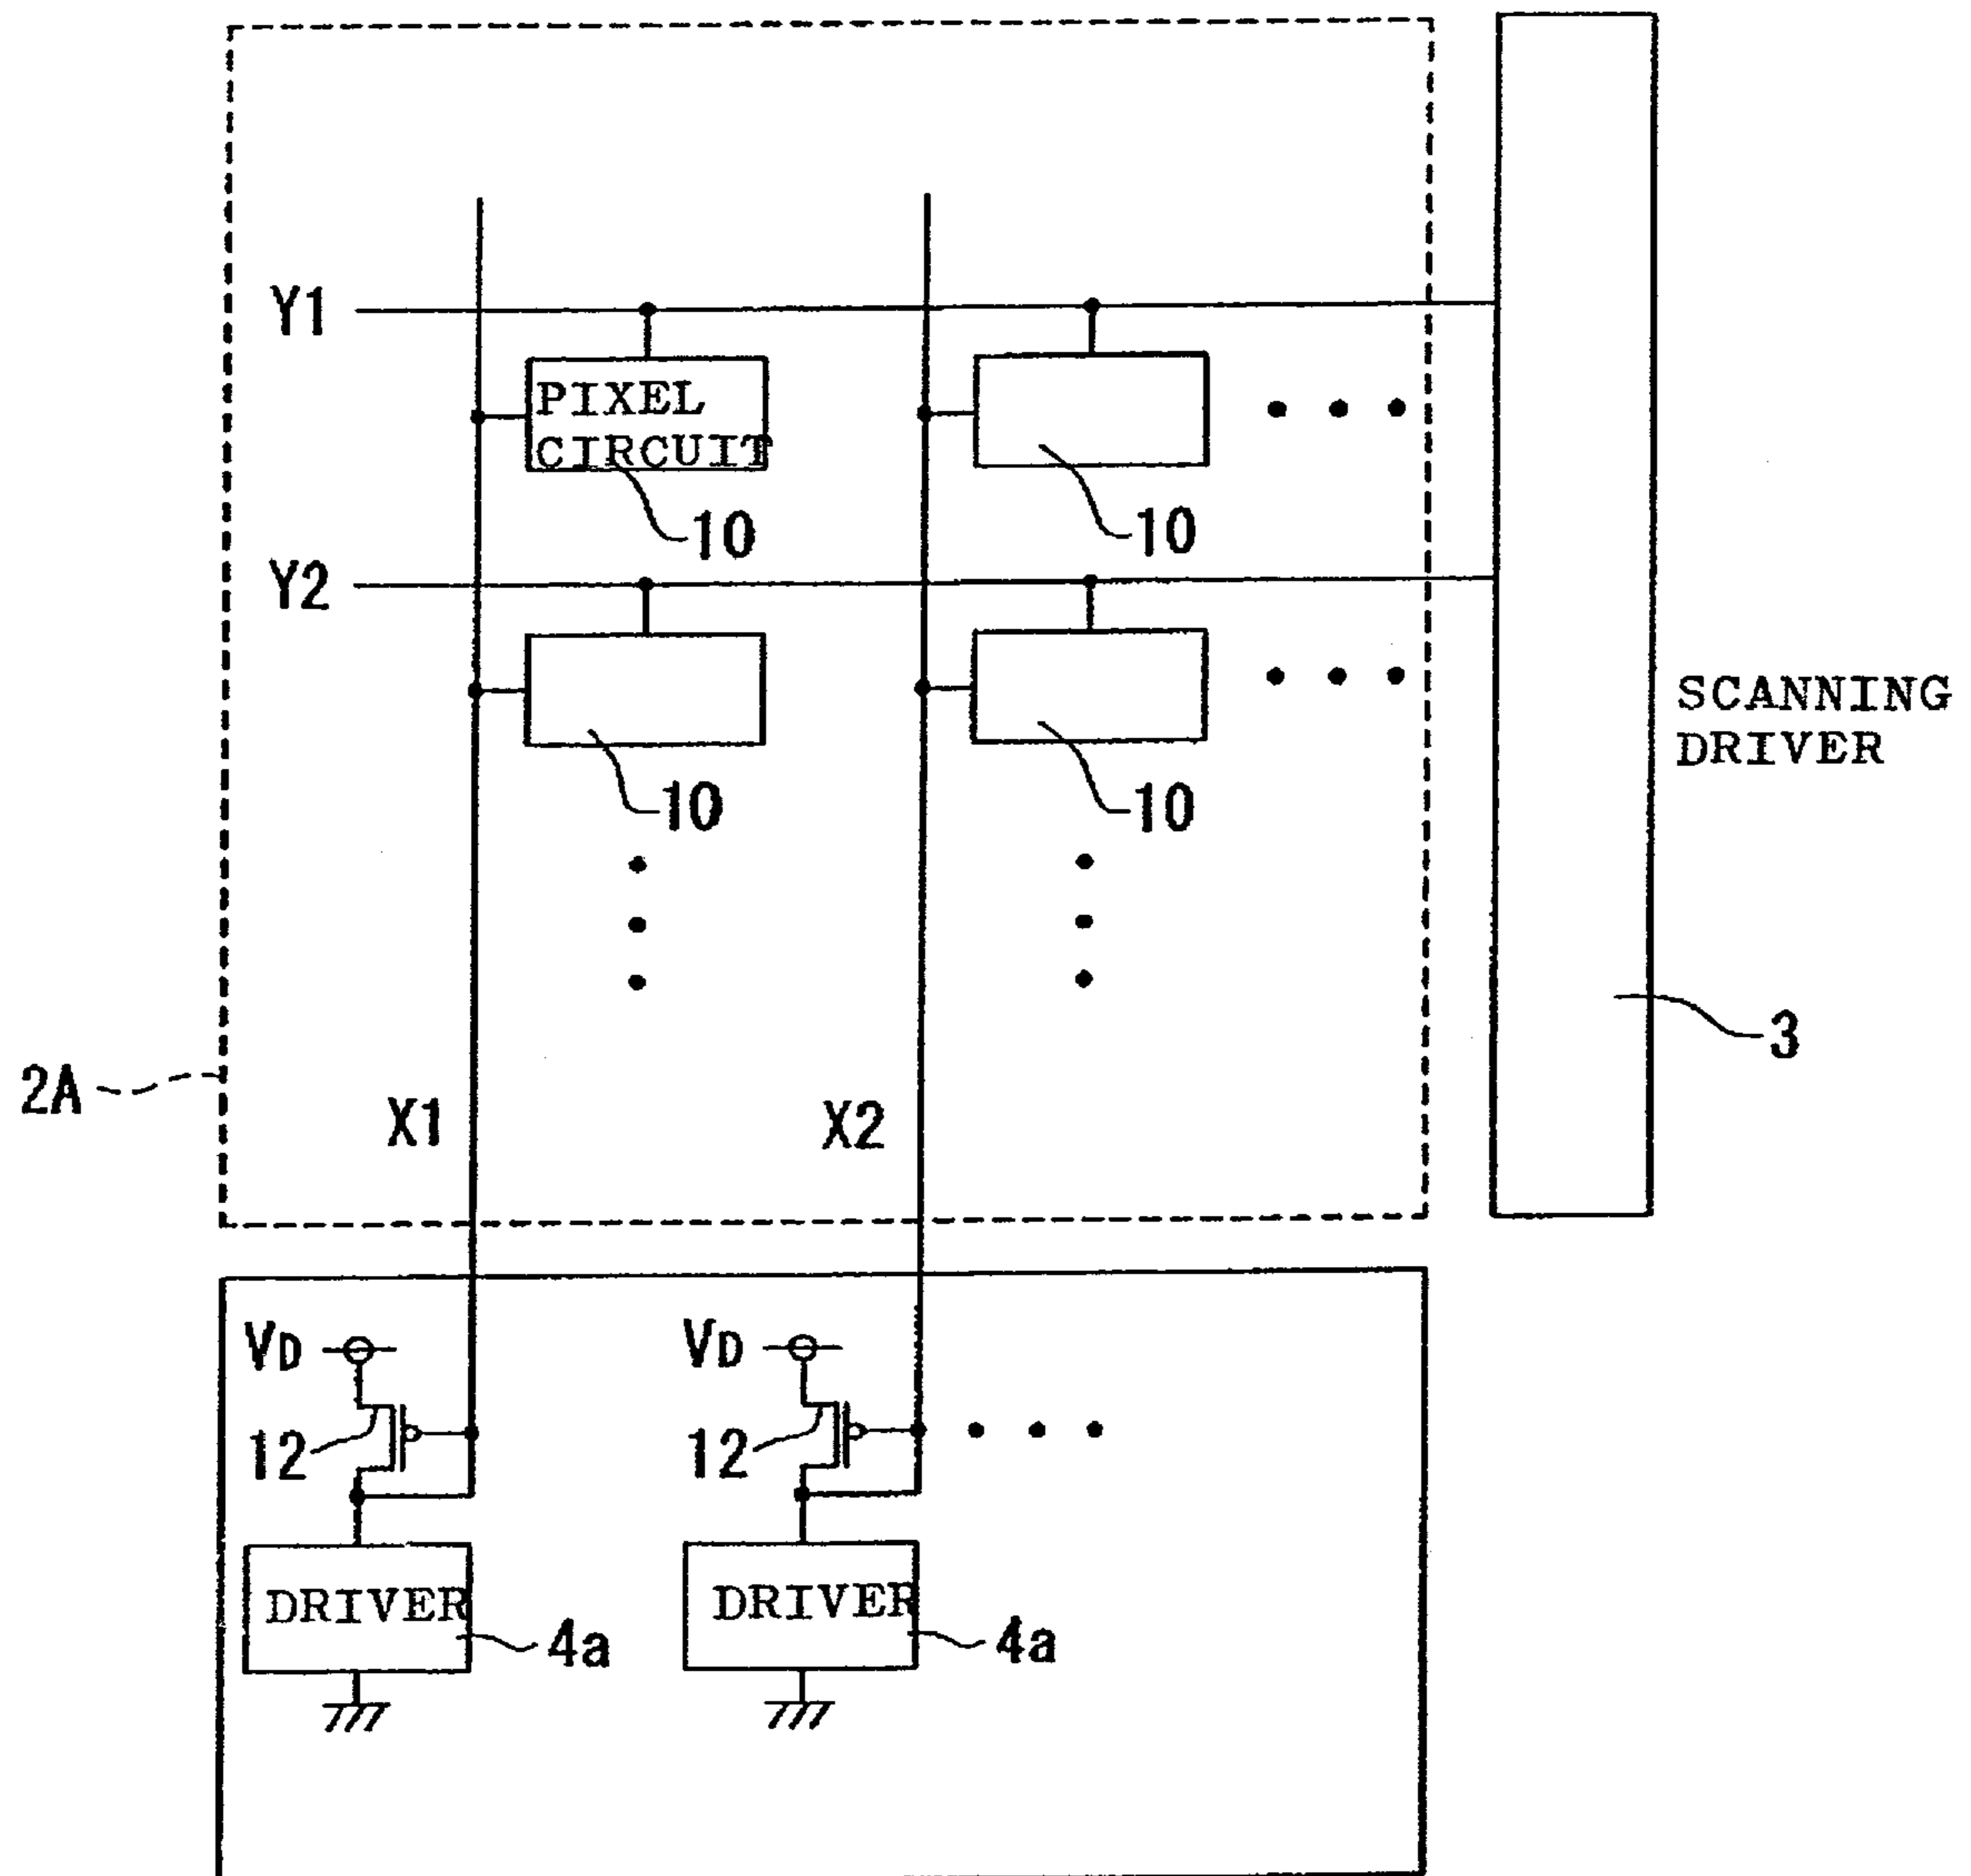 Y1
PIXEL
CIRCUIT
10
10
Y2
10
10
SCANNING
DRIVER
3
2A
X1
X2
VD
VD
12
12
DRIVER
DRIVER
4a
4a